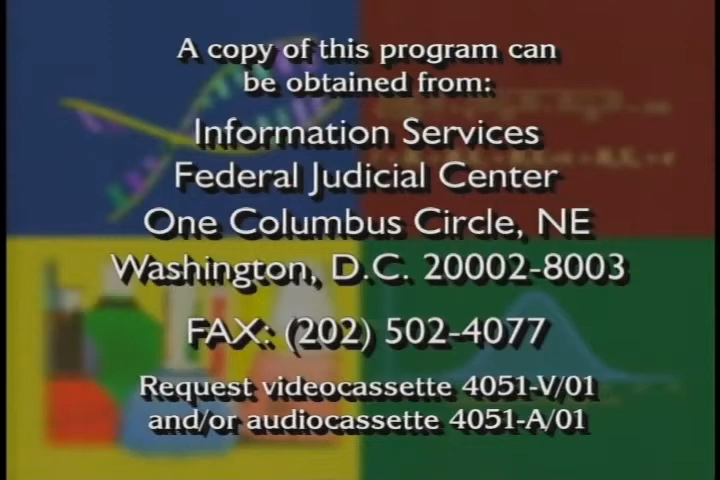 A copy of this program can
be obtained from:
Information Services
Federal Judicial Center
One Columbus Circle, NE
Washington, D.C. 20002-8003
FAX: (202) 502-4077
Request videocassette 4051-V/01
and/or audiocassette 4051-A/01